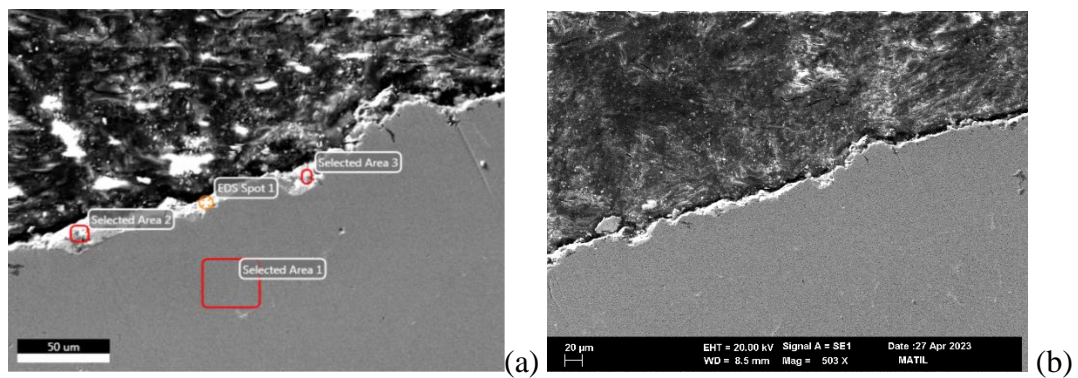 Selected Area 3
EDS Spot 1
Selected Area 2
Selected Area 1
50 um
(a)
20 µm
EHT = 20.00 kV Signal A = SE1 Date :27 Apr 2023
WD = 8.5 mm Mag = 503 X MATIL
(b)